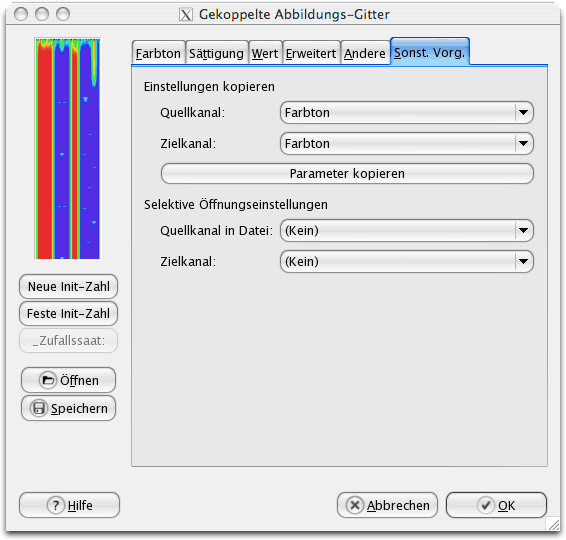 Gekoppelte Abbildungs-Gitter
Farbton Sättigung Wert Erweitert Andere Sonst. Vorg.
Einstellungen kopieren
Quellkanal: Farbton
Zielkanal: Farbton
Parameter kopieren
Selektive Öffnungseinstellungen
Quellkanal in Datei: (Kein)
Zielkanal: (Kein)
Neue Init-Zahl
Feste Init-Zahl
_Zufallssaat:
Öffnen
Speichern
Hilfe Abbrechen OK